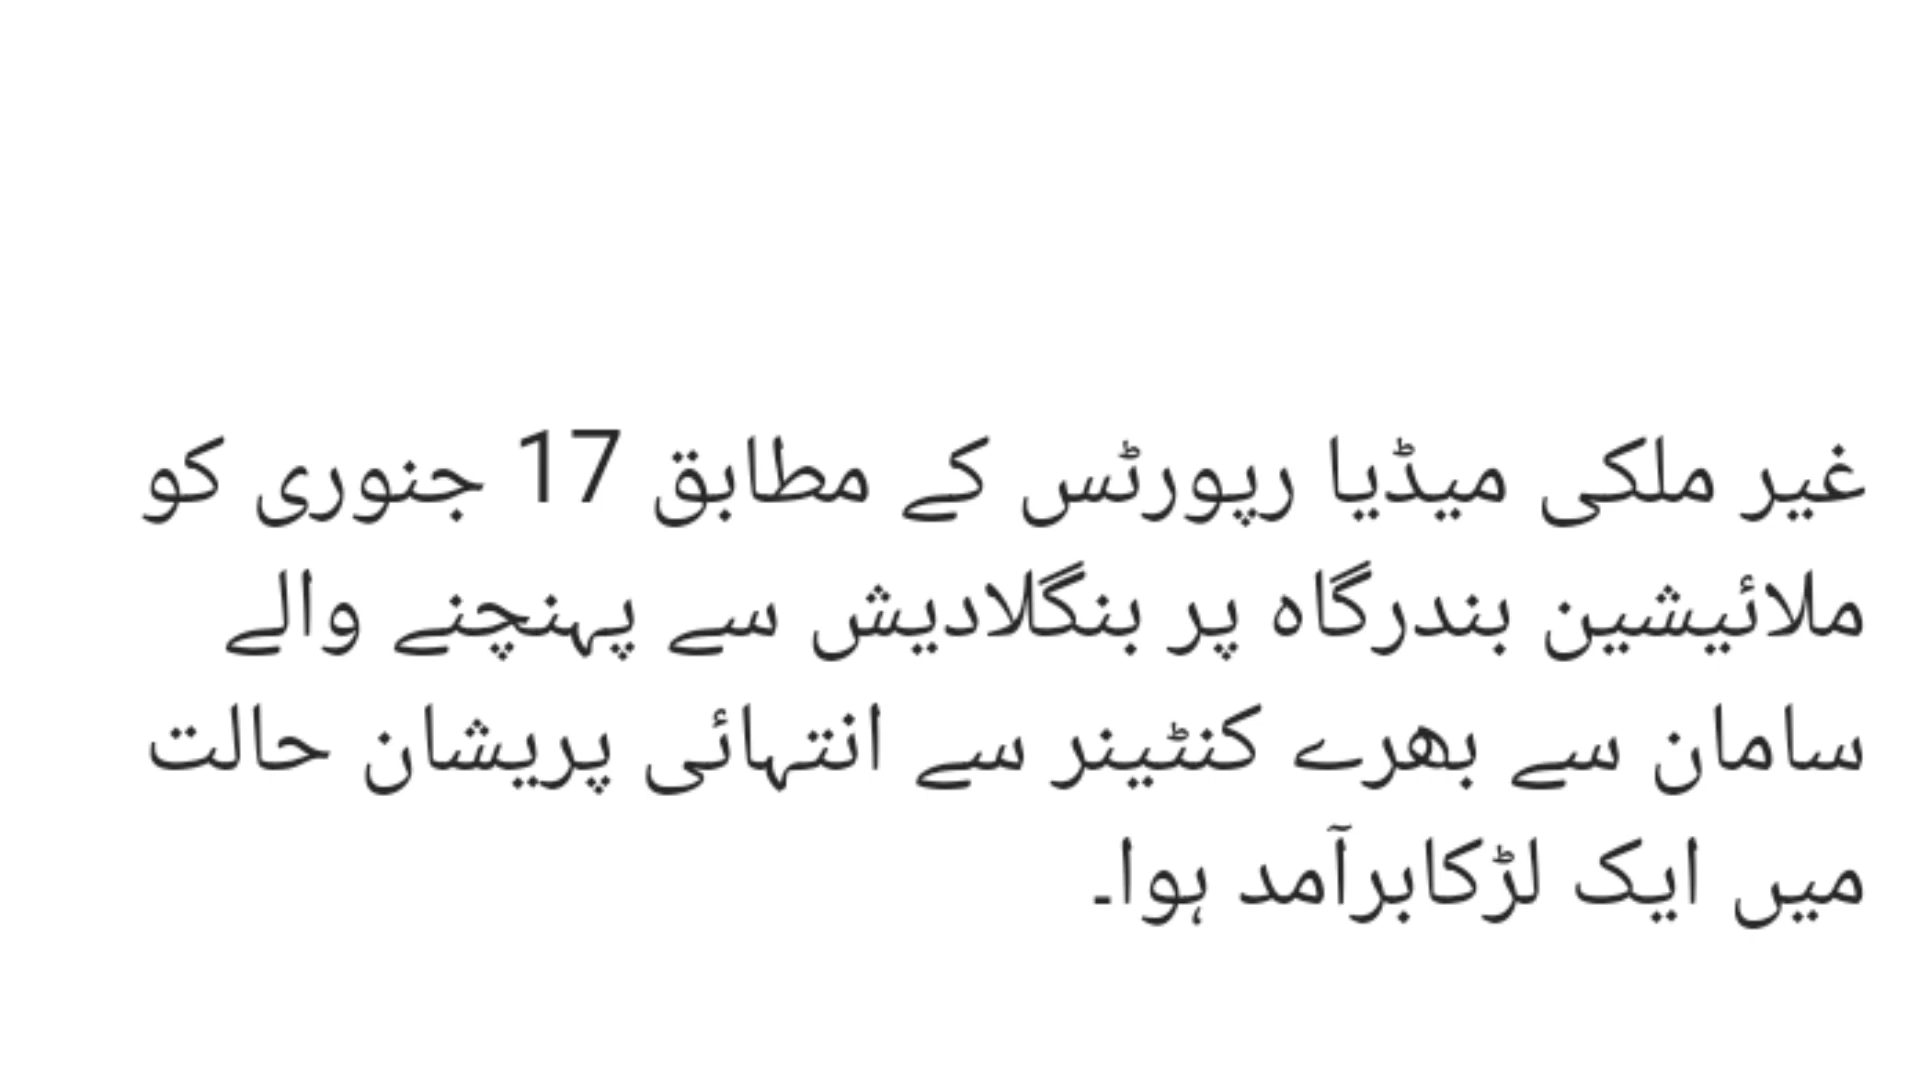 غیر ملکی میڈیا رپورٹس کے مطابق 17 جنوری کو
ملائیشین بندرگاہ پر بنگلادیش سے پہنچنے والے
سامان سے بھرے کنٹینر سے انتہائی پریشان حالت
میں ایک لڑکابرآمد ہوا۔